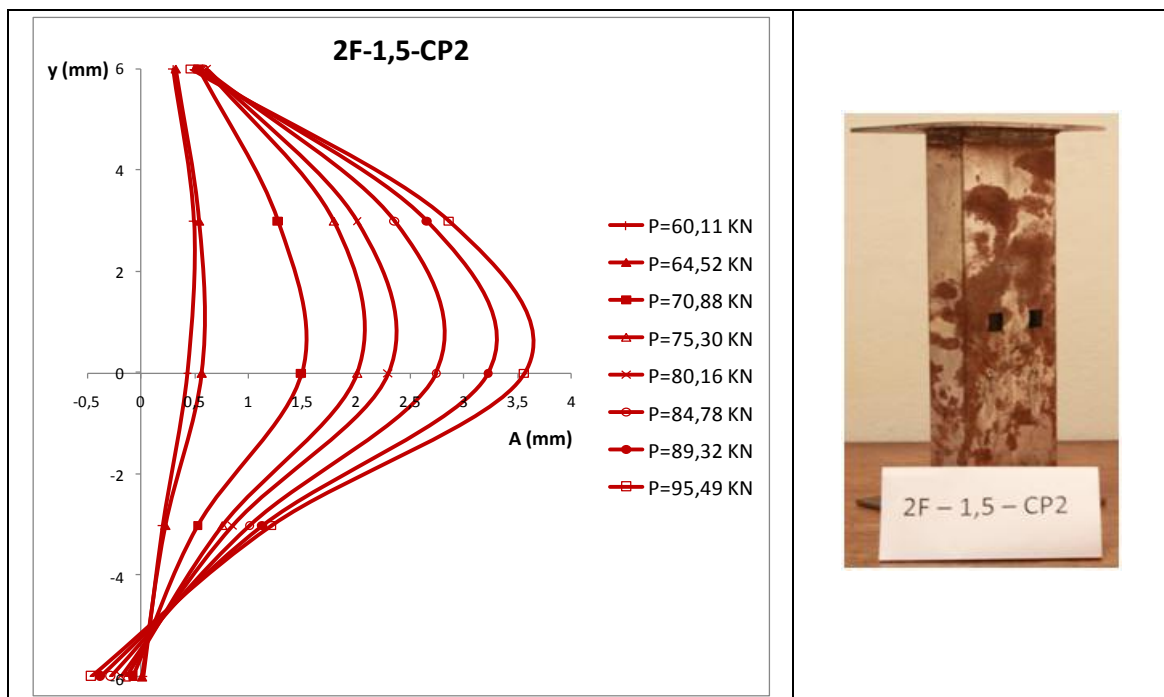 2F-1,5-CP2
y (mm)
6
4
2
0
-2
-4
-6
-0,5 0 0,5 1 1,5 2 2,5 3 3,5 4
A (mm)
P=60,11 KN
P=64,52 KN
P=70,88 KN
P=75,30 KN
P=80,16 KN
P=84,78 KN
P=89,32 KN
P=95,49 KN
2F – 1,5 – CP2